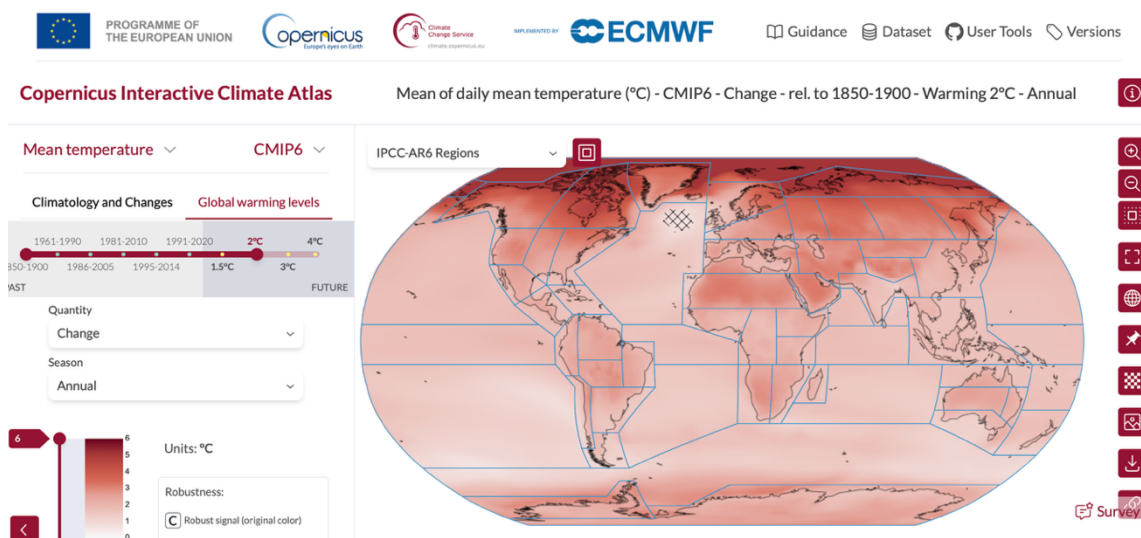 PROGRAMME OF
THE EUROPEAN UNION
opernicus
Europe's eyes on Earth
Climate
Change Service
climate.copernicus.eu
IMPLEMENTED BY
ECMWF
Guidance
Dataset
User Tools
Versions
Copernicus Interactive Climate Atlas
Mean of daily mean temperature (ºC) - CMIP6 - Change - rel. to 1850-1900 - Warming 2°C - Annual
Mean temperature
CMIP6
IPCC-AR6 Regions
Climatology and Changes
Global warming levels
1961-1990 1981-2010 1991-2020 2°C 4°C
850-1900 1986-2005 1995-2014 1.5°C 3°C
PAST
FUTURE
Quantity
Change
Season
Annual
6
6
5
4
3
2
1
0
Units: ºC
Robustness:
C Robust signal (original color)
Survey